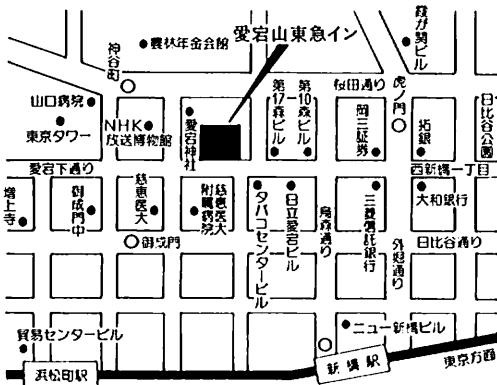 霞が関ビル
農林年金会館
愛宕山東急イン
神谷町
虎ノ門
桜田通り
第17森ビル
第10森ビル
山口病院
東京タワー
NHK
放送博物館
愛宕神社
岡三証券
拓銀
日比谷公園
愛宕下通り
西新橋一丁目
増上寺
御成門中
慈恵医大
慈恵医大
附属病院
タバコセンタービル
日立愛宕ビル
烏森通り
三菱信託銀行
大和銀行
外堀通り
日比谷通り
御成門
貿易センタービル
ニュー新橋ビル
浜松町駅
新橋駅
東京方面